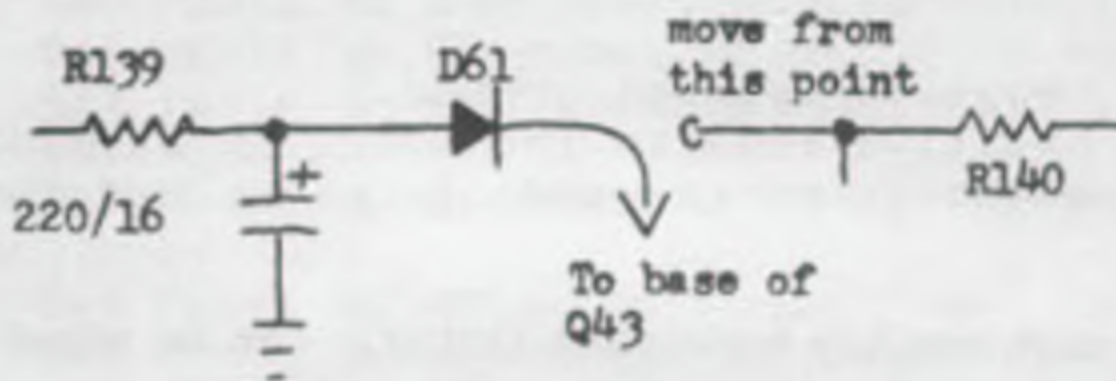 R139
D61
move from
this point
+
C
R140
220/16
To base of
Q43